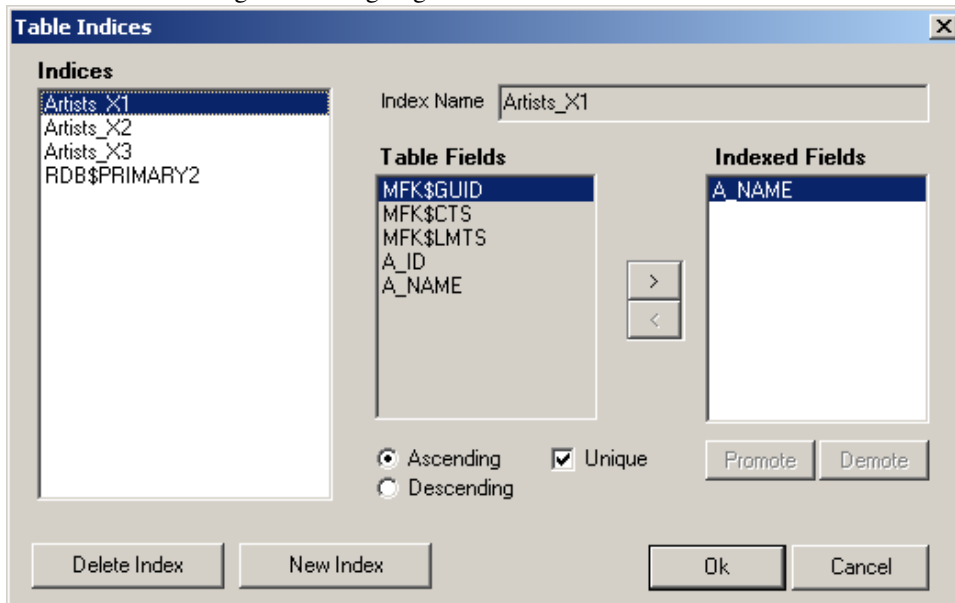 Table Indices
Indices
Artists_X1
Artists_X2
Artists_X3
RDB$PRIMARY2
Index Name Artists_X1
Table Fields
MFK$GUID
MFK$CTS
MFK$LMTS
A_ID
A_NAME
>
<
Indexed Fields
A_NAME
Ascending
Descending
Unique
Promote
Demote
Delete Index
New Index
Ok
Cancel